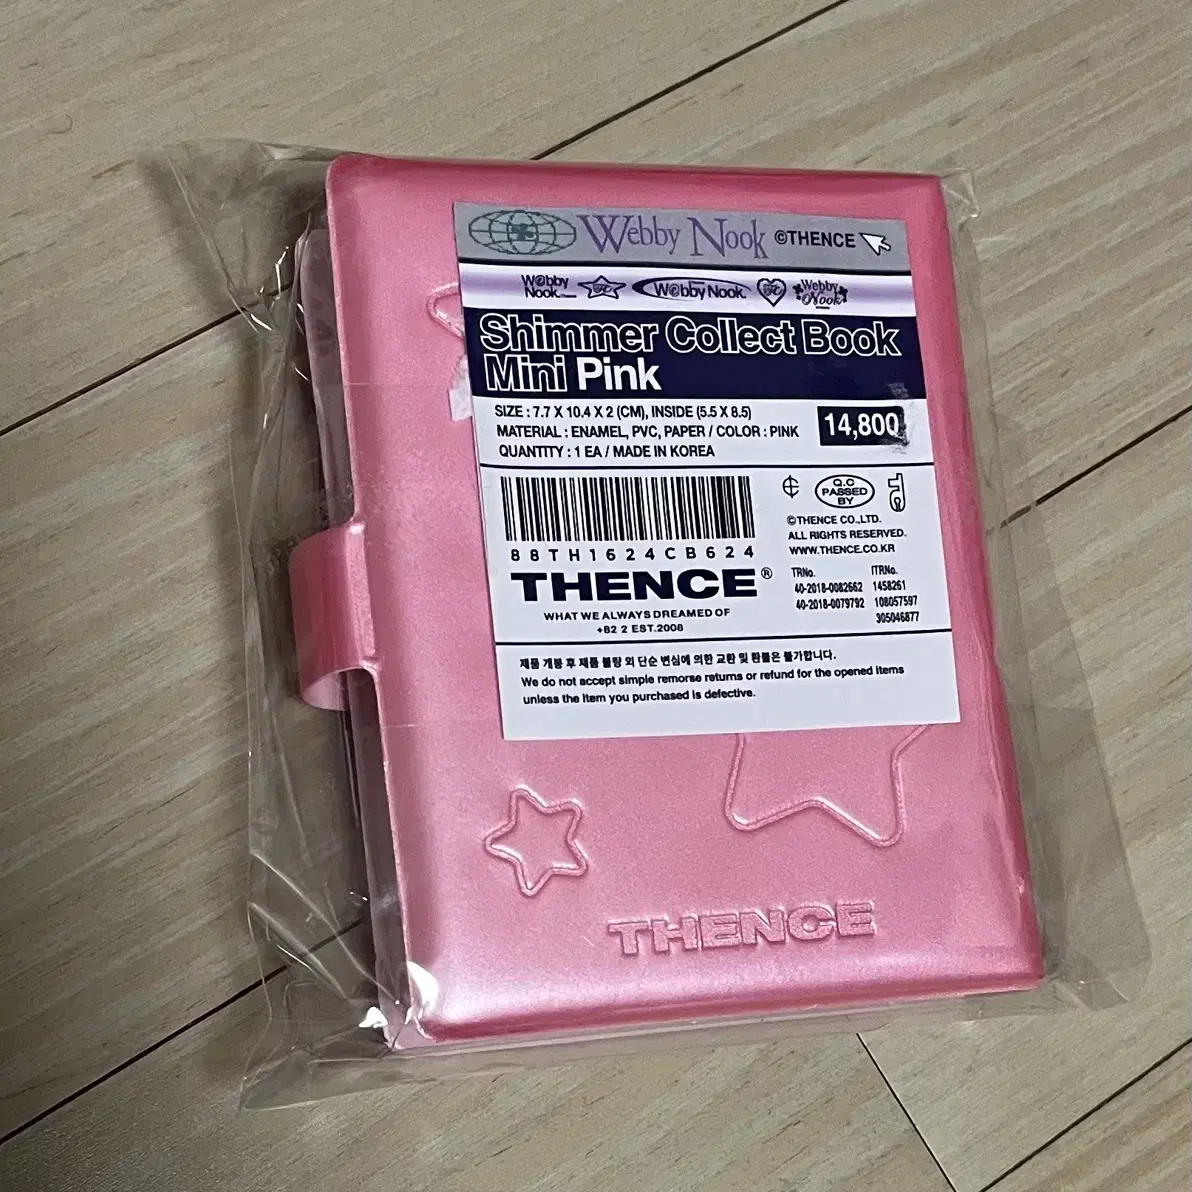 Webby Nook ©THENCE
W@bby
Nook.
W@bby Nook.
Webby
Nook
Shimmer Collect Book
Mini Pink
SIZE : 7.7 X 10.4 X 2 (CM), INSIDE (5.5 X 8.5)
MATERIAL : ENAMEL, PVC, PAPER / COLOR : PINK
QUANTITY : 1 EA / MADE IN KOREA
14,800
88TH1624CB624
THENCE®
WHAT WE ALWAYS DREAMED OF
+82 2 EST.2008
Q.C
PASSED
BY
©THENCE CO.,LTD.
ALL RIGHTS RESERVED.
WWW.THENCE.CO.KR
TRNo. ITRNo.
40-2018-0082662 1458261
40-2018-0079792 108057597
305046877
제품 개봉 후 제품 불량 외 단순 변심에 의한 교환 및 환불은 불가합니다.
We do not accept simple remorse returns or refund for the opened items
unless the item you purchased is defective.
THENCE